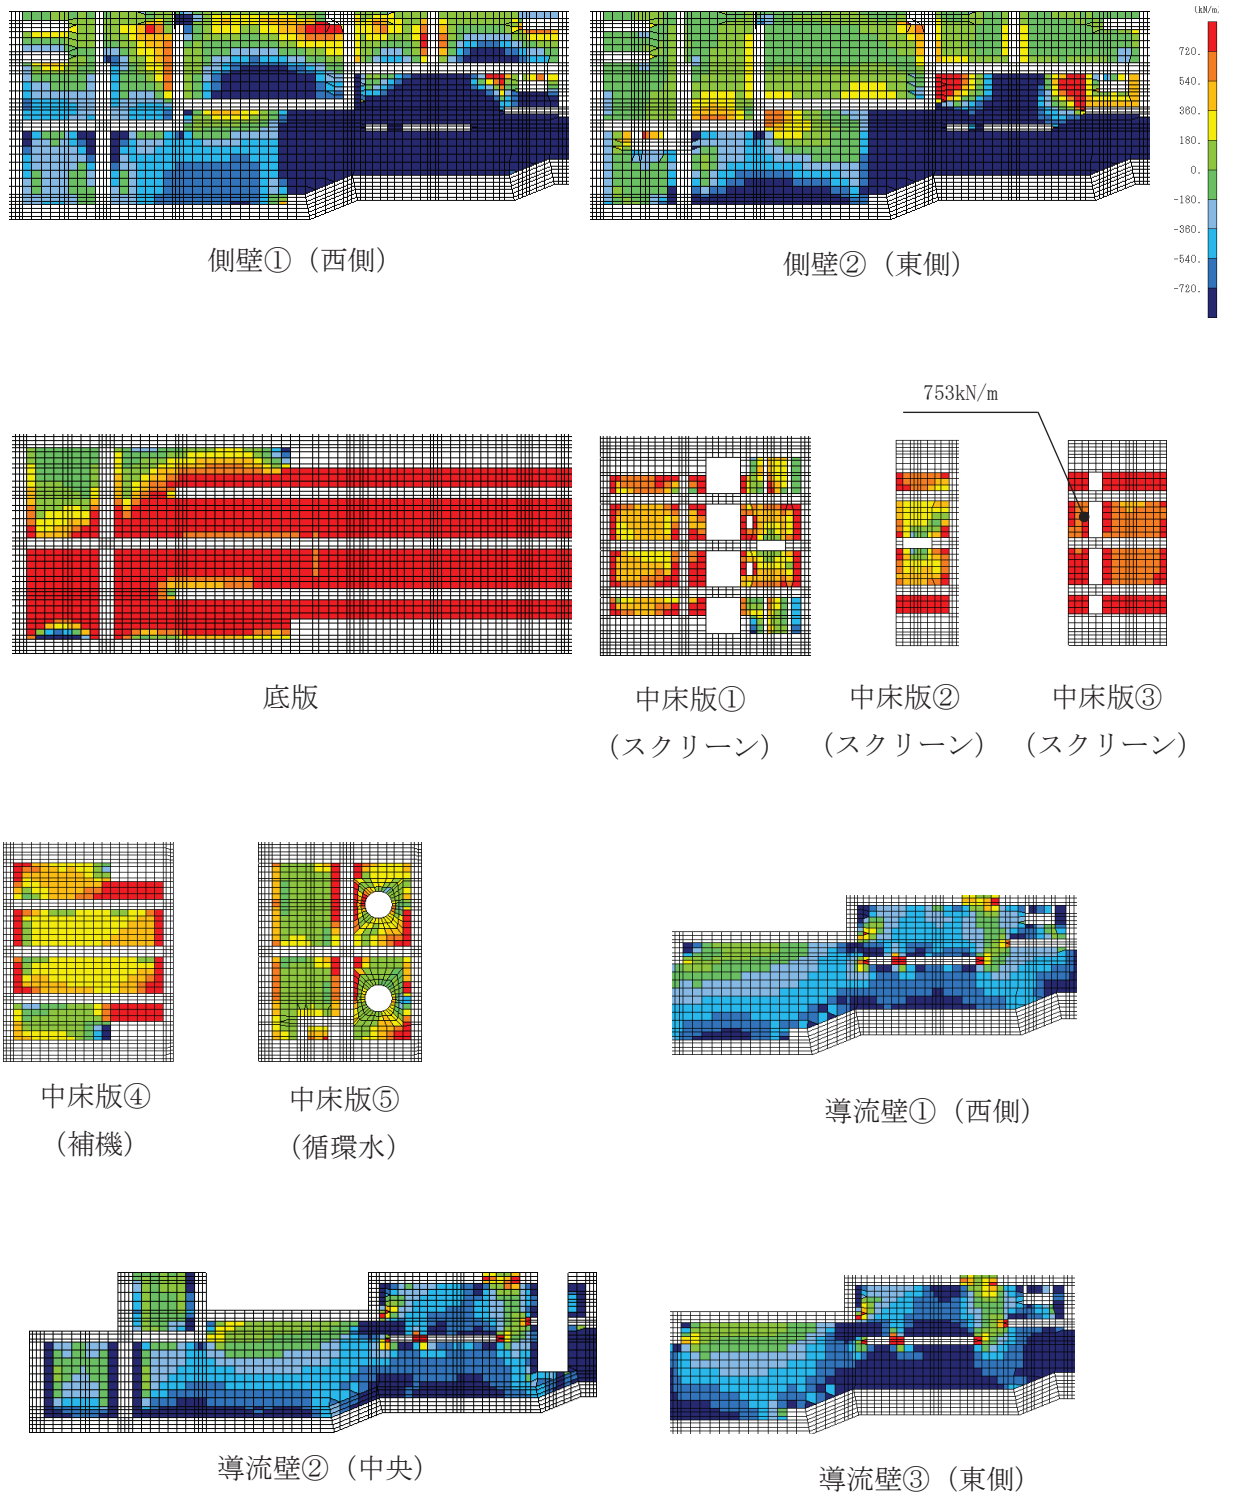 (kN/m)
720.
540.
360.
180.
0.
-180.
-360.
-540.
-720.
側壁①（西側）
側壁②（東側）
753kN/m
底版
中床版①
（スクリーン）
中床版②
（スクリーン）
中床版③
（スクリーン）
中床版④
（補機）
中床版⑤
（循環水）
導流壁①（西側）
導流壁②（中央）
導流壁③（東側）